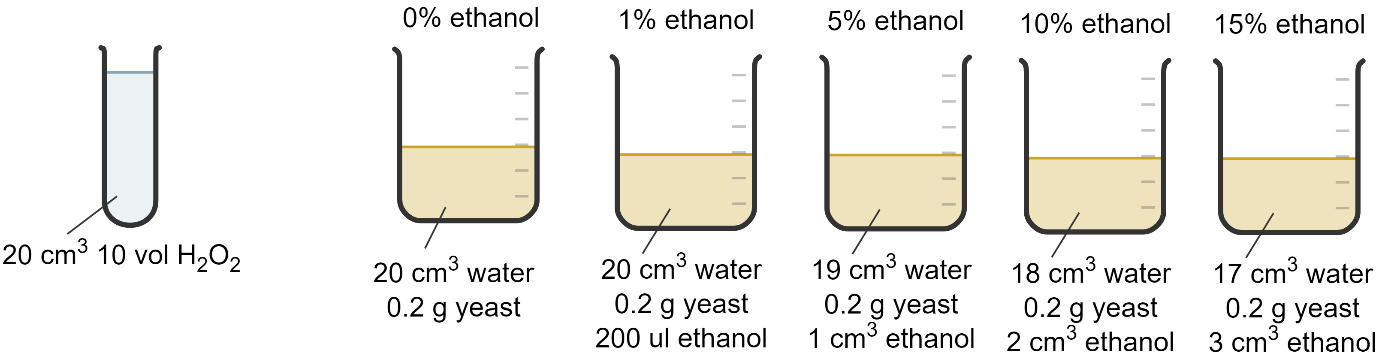 0% ethanol
1% ethanol
5% ethanol
10% ethanol
15% ethanol
20 cm³ 10 vol H₂O₂
20 cm³ water
0.2 g yeast
20 cm³ water
0.2 g yeast
200 ul ethanol
19 cm³ water
0.2 g yeast
1 cm³ ethanol
18 cm³ water
0.2 g yeast
2 cm³ ethanol
17 cm³ water
0.2 g yeast
3 cm³ ethanol